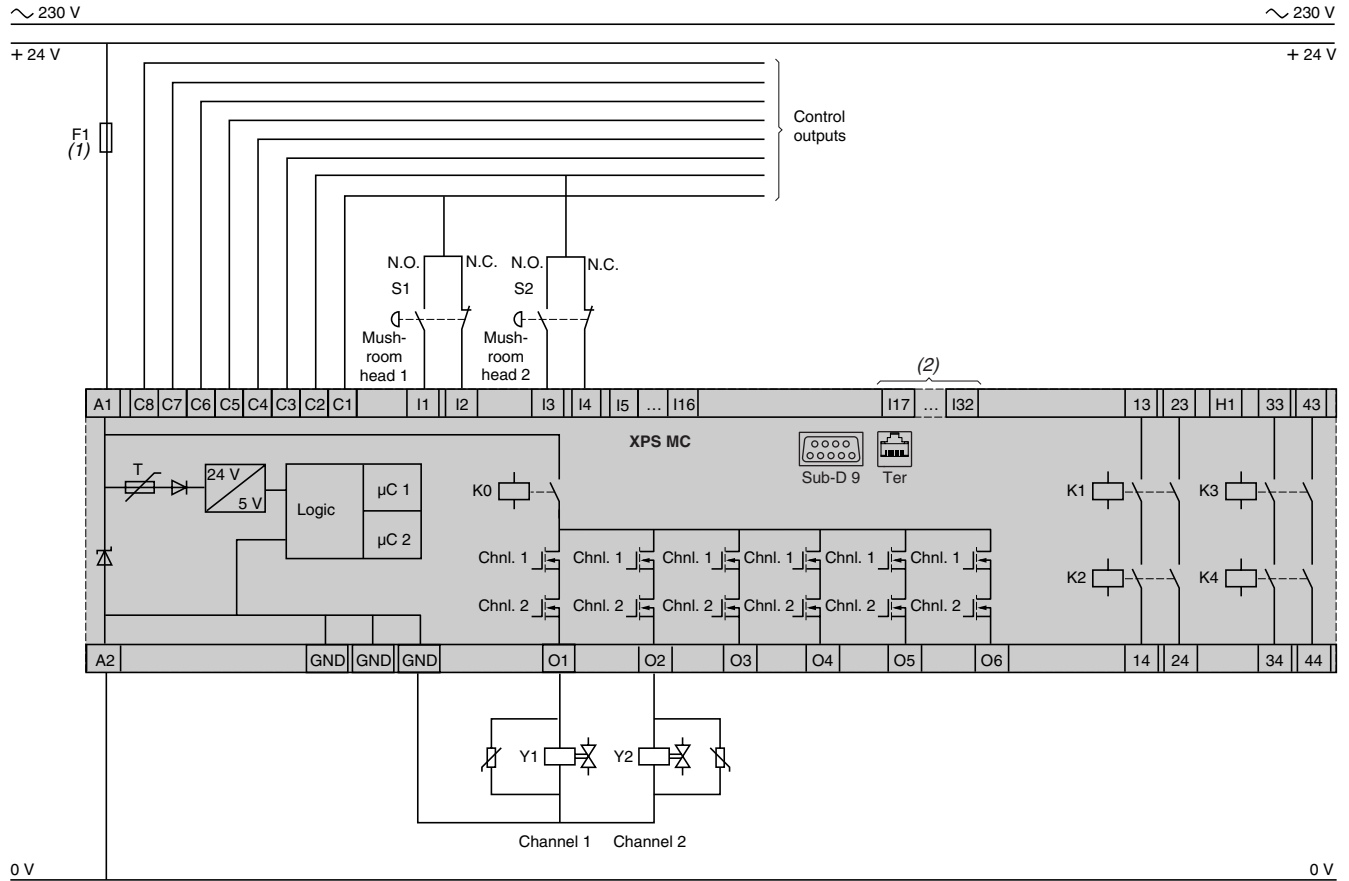 230 V 230 V
+ 24 V + 24 V
Control
outputs
F1
(1)
N.O. N.C. N.O. N.C.
S1 S2
Mush-
room
head 1
Mush-
room
head 2
(2)
A1 C8 C7 C6 C5 C4 C3 C2 C1 I1 I2 I3 I4 I5 … I16 I17 … I32 13 23 H1 33 43
XPS MC
Sub-D 9 Ter
T
24 V
5 V
Logic
µC 1
µC 2
K0 K1 K3
Chnl. 1 Chnl. 1 Chnl. 1 Chnl. 1 Chnl. 1 Chnl. 1
K2 K4
Chnl. 2 Chnl. 2 Chnl. 2 Chnl. 2 Chnl. 2 Chnl. 2
A2 GND GND GND O1 O2 O3 O4 O5 O6 14 24 34 44
Y1 Y2
Channel 1 Channel 2
0 V 0 V